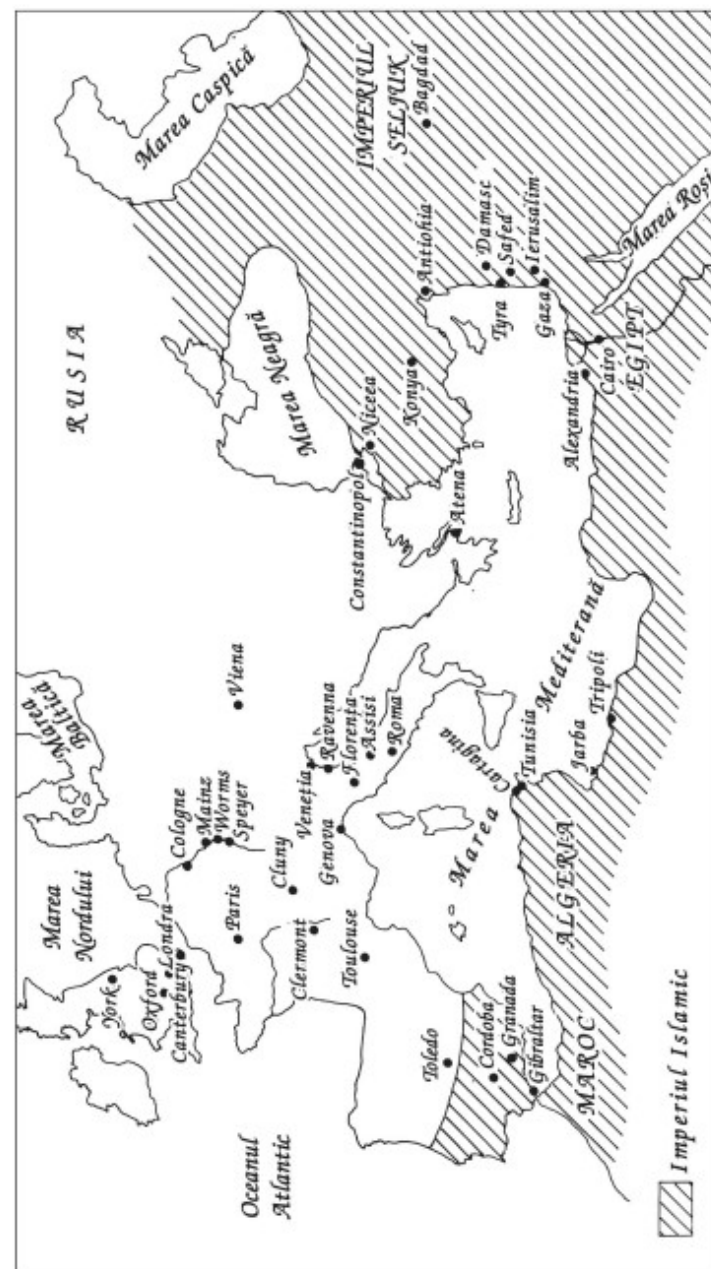 Marea
Nordului
Marea
Baltică
RUSIA
Marea Caspică
York
Oxford
Londra
Canterbury
Cologne
Mainz
Worms
Speyer
Paris
Viena
Marea Neagră
Oceanul
Atlantic
Cluny
Clermont
Toulouse
Veneția
Genova
Ravenna
Florența
Assisi
Roma
Constantinopol
Niceea
Konya
Atena
Antiohia
IMPERIUL
SELJUK
Bagdad
Damasc
Safed
Ierusalim
Tyra
Gaza
Toledo
Cordoba
Granada
Gibraltar
Marea
Mediterană
Cartagina
Tunisia
Jarba
Tripoli
Alexandria
Cairo
EGIPT
Marea Roși
MAROC
ALGERIA
Imperiul Islamic